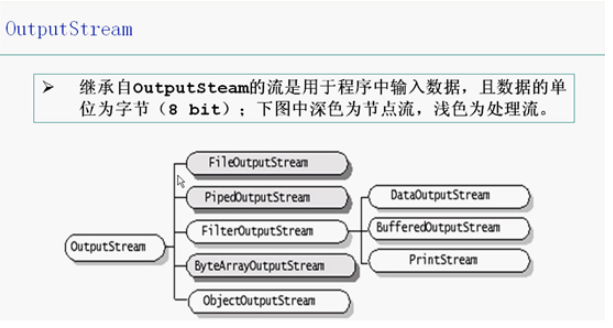 OutputStream
➤ 继承自OutputSteam的流是用于程序中输入数据，且数据的单
位为字节（8 bit）；下图中深色为节点流，浅色为处理流。
FileOutputStream
PipedOutputStream
DataOutputStream
FilterOutputStream
BufferedOutputStream
OutputStream
ByteArrayOutputStream
PrintStream
ObjectOutputStream